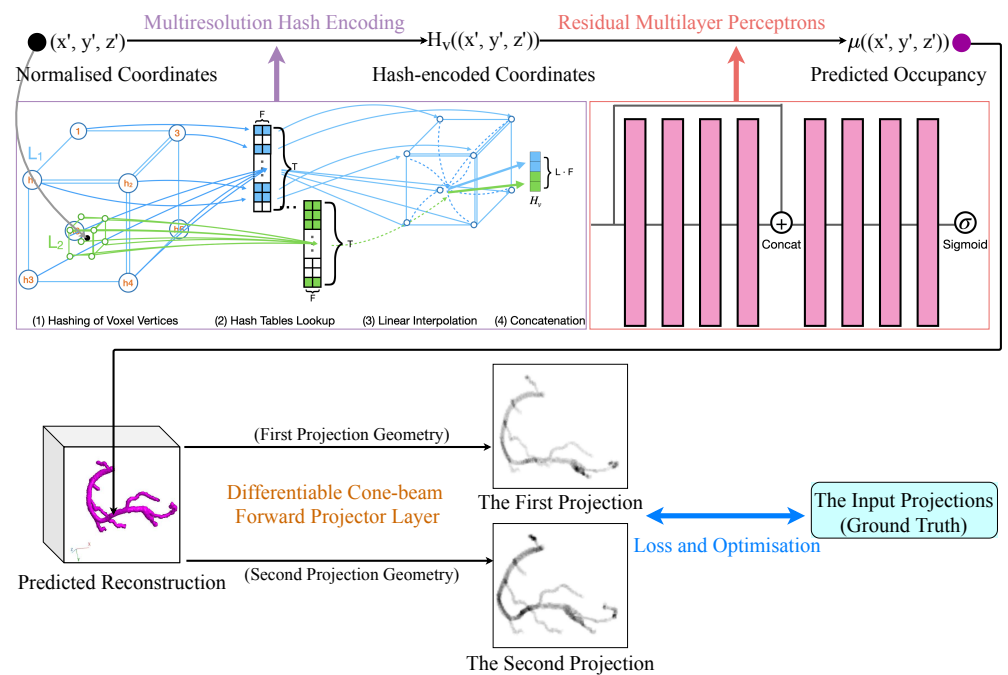 Multiresolution Hash Encoding
Residual Multilayer Perceptrons
(x', y', z')
H_v((x', y', z'))
μ((x', y', z'))
Normalised Coordinates
Hash-encoded Coordinates
Predicted Occupancy
L₁
L₂
1
3
h₂
h3
h4
F
T
T
F
L · F
H_v
(1) Hashing of Voxel Vertices
(2) Hash Tables Lookup
(3) Linear Interpolation
(4) Concatenation
+
Concat
σ
Sigmoid
(First Projection Geometry)
Differentiable Cone-beam
Forward Projector Layer
(Second Projection Geometry)
Predicted Reconstruction
The First Projection
The Second Projection
Loss and Optimisation
The Input Projections
(Ground Truth)